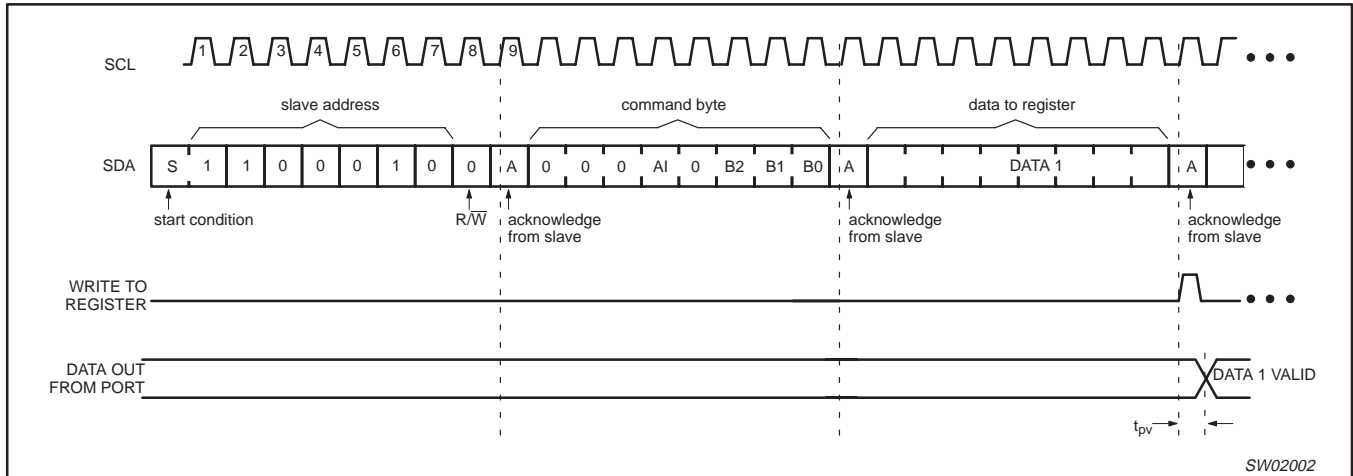 SCL 1 2 3 4 5 6 7 8 9
slave address command byte data to register
SDA S 1 1 0 0 0 1 0 0 A 0 0 0 AI 0 B2 B1 B0 A DATA 1 A
start condition R/W acknowledge from slave acknowledge from slave acknowledge from slave
WRITE TO
REGISTER
DATA OUT
FROM PORT
DATA 1 VALID
tpv
SW02002